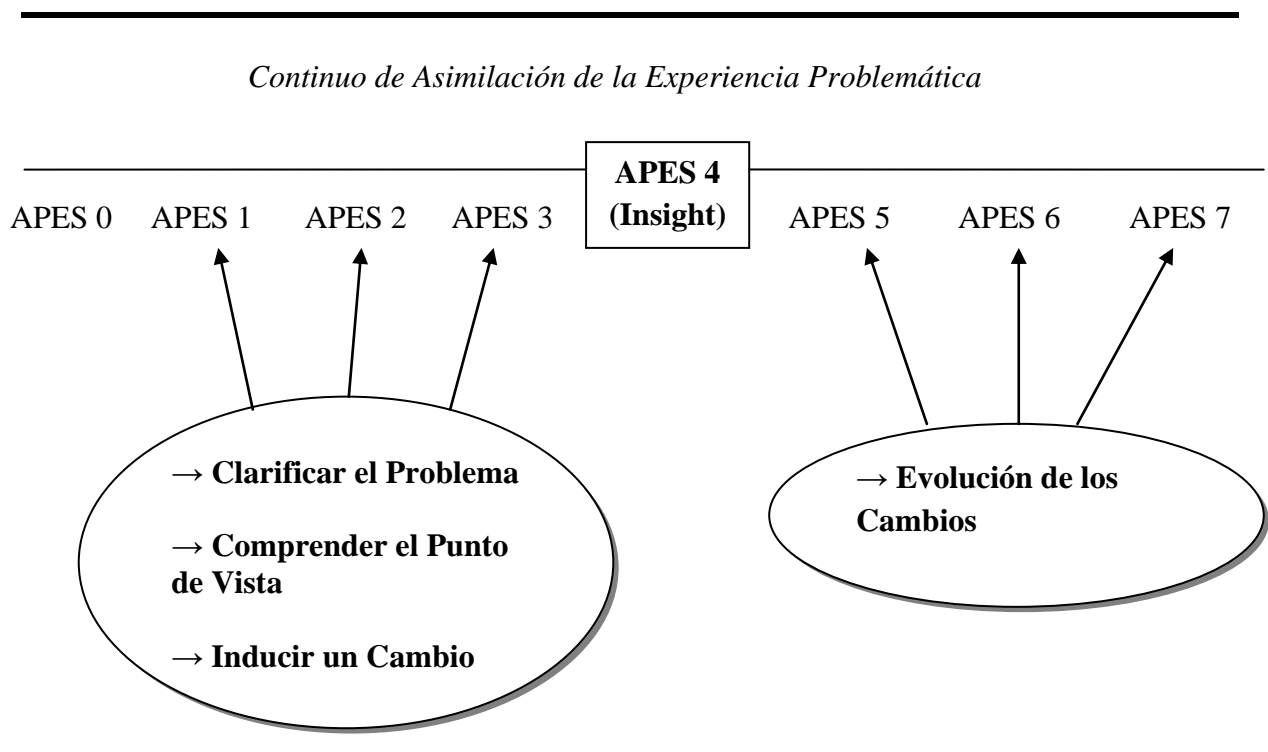 Continuo de Asimilación de la Experiencia Problemática
APES 4
(Insight)
APES 0 APES 1 APES 2 APES 3 APES 5 APES 6 APES 7
→ Clarificar el Problema
→ Comprender el Punto
de Vista
→ Inducir un Cambio
→ Evolución de los
Cambios